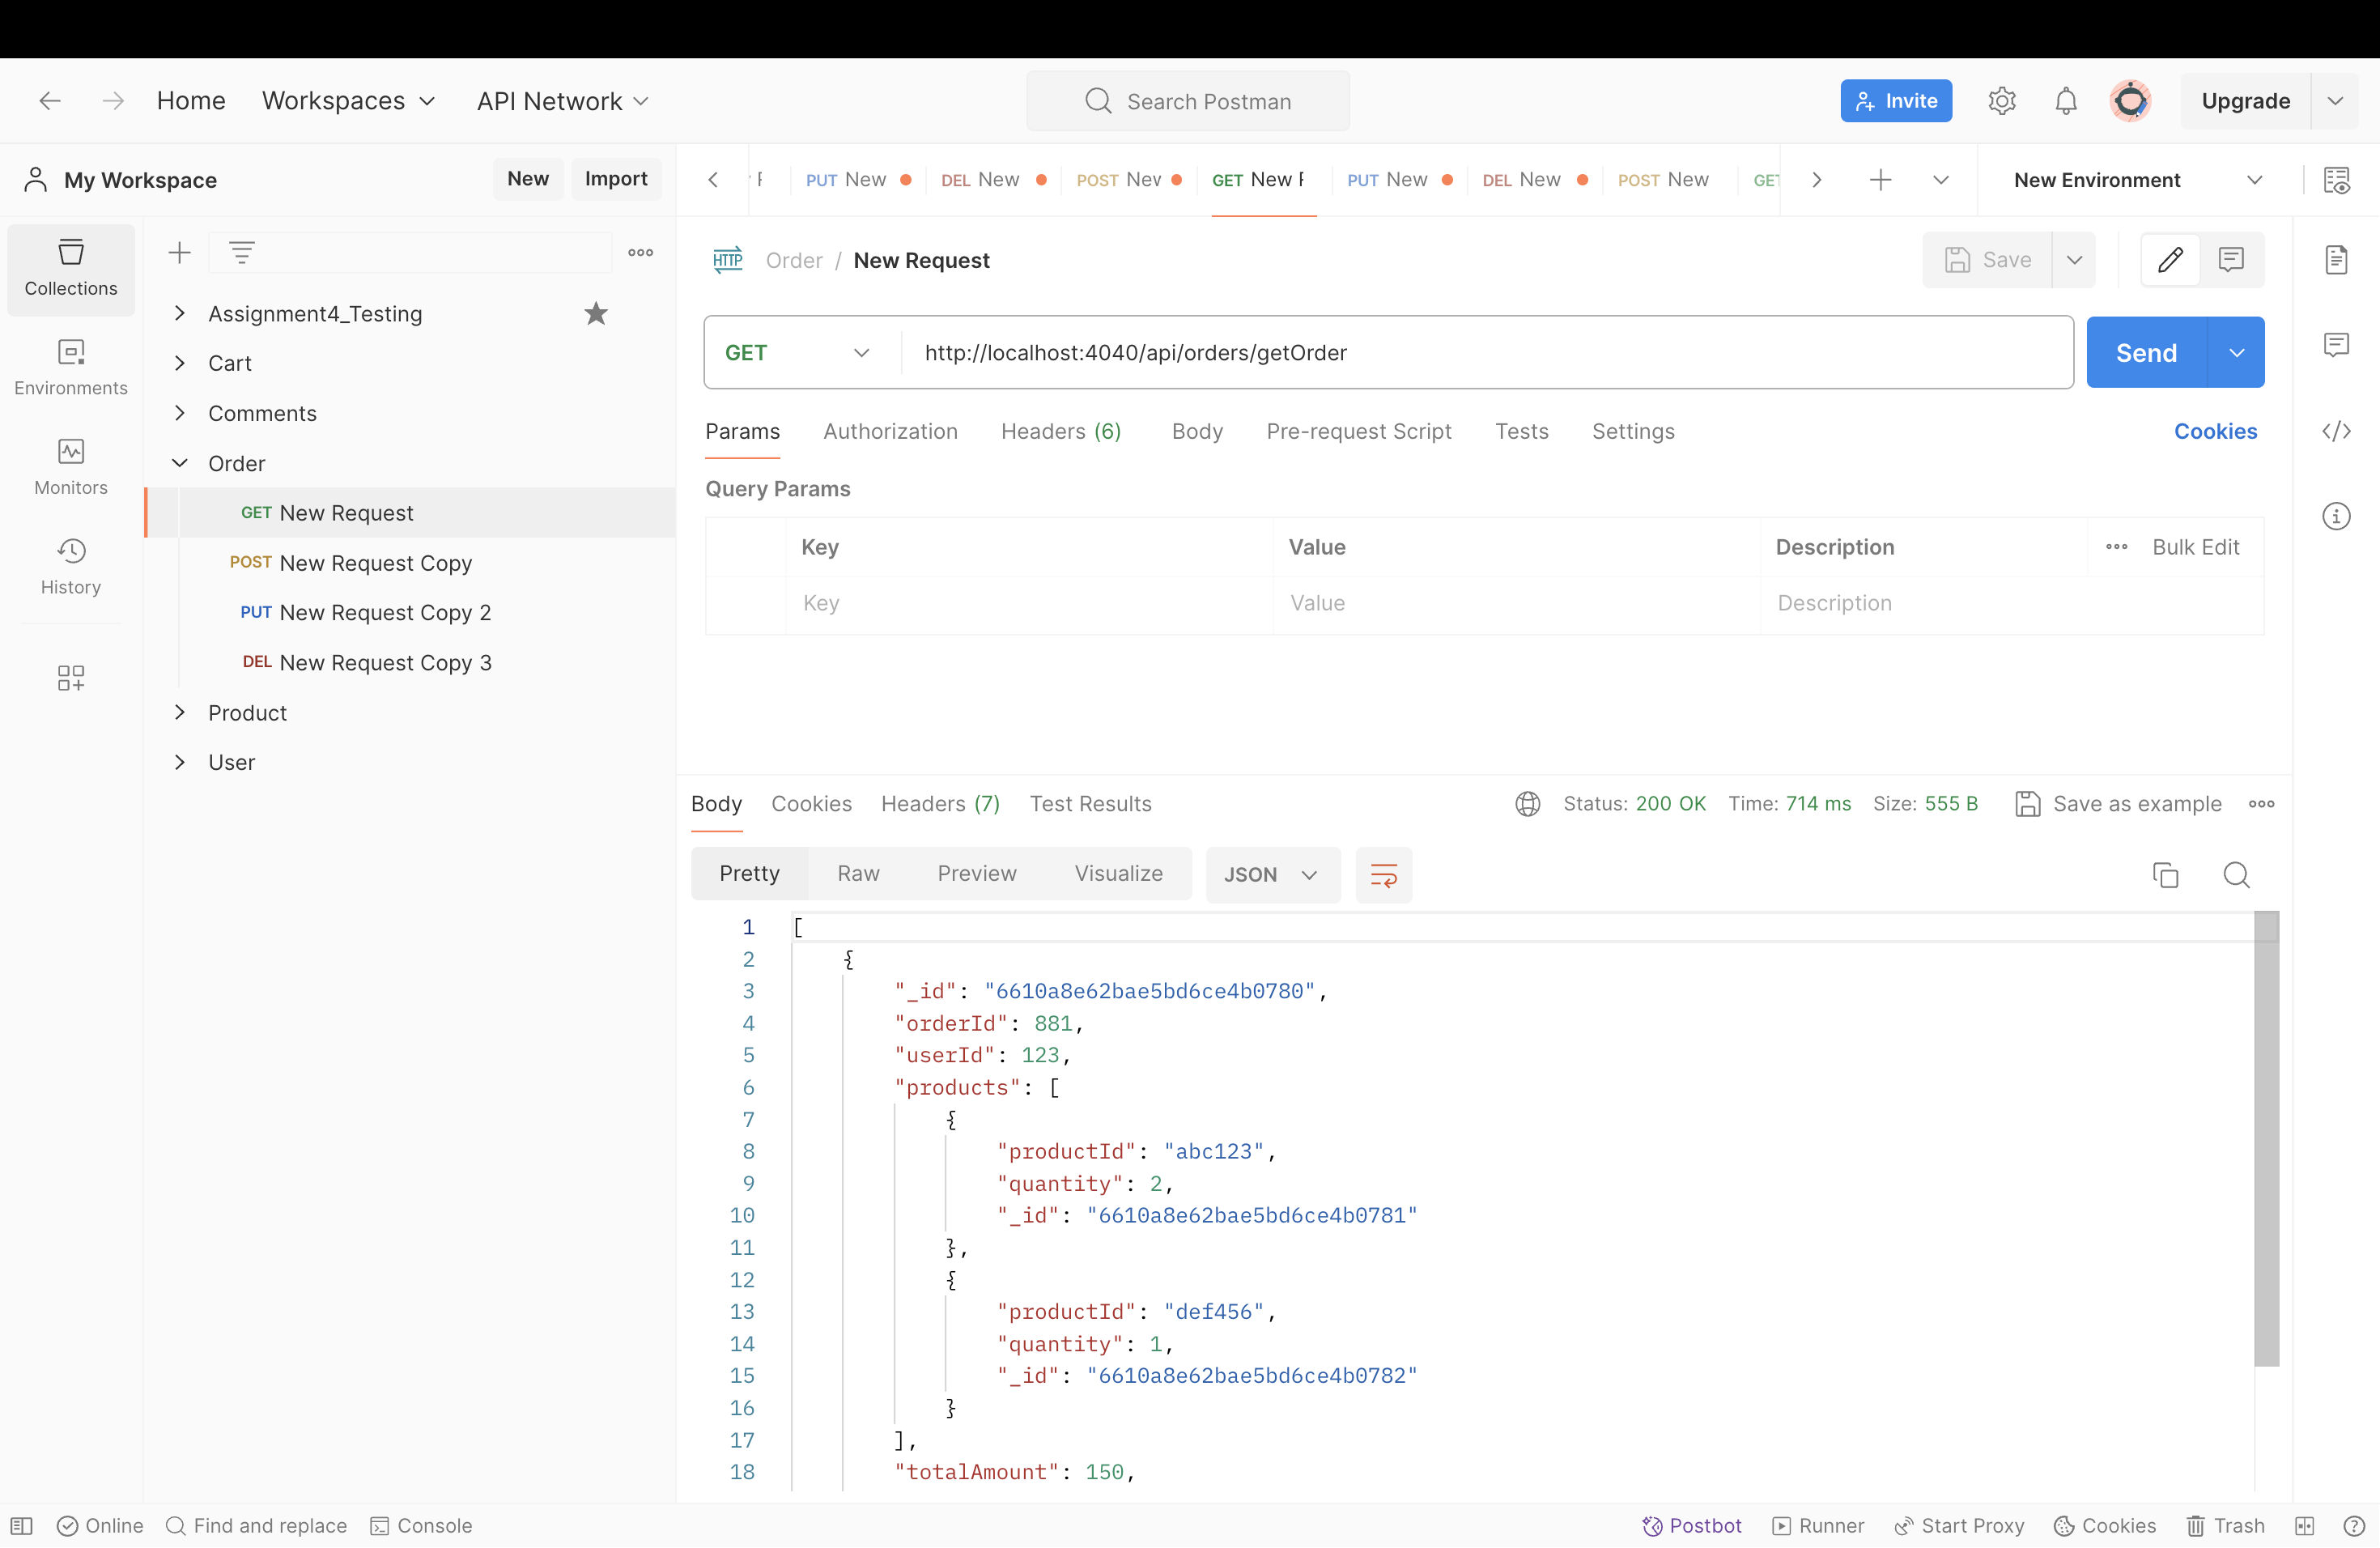 Home Workspaces API Network Search Postman Invite Upgrade
My Workspace New Import PUT New DEL New POST New GET New PUT New DEL New POST New GET New Environment
Collections
Environments
Monitors
History
Assignment4_Testing
Cart
Comments
Order
GET New Request
POST New Request Copy
PUT New Request Copy 2
DEL New Request Copy 3
Product
User
HTTP Order / New Request Save
GET http://localhost:4040/api/orders/getOrder Send
Params Authorization Headers (6) Body Pre-request Script Tests Settings Cookies
Query Params
Key Value Description Bulk Edit
Key Value Description
Body Cookies Headers (7) Test Results Status: 200 OK Time: 714 ms Size: 555 B Save as example
Pretty Raw Preview Visualize JSON
1 [
2 {
3 "_id": "6610a8e62bae5bd6ce4b0780",
4 "orderId": 881,
5 "userId": 123,
6 "products": [
7 {
8 "productId": "abc123",
9 "quantity": 2,
10 "_id": "6610a8e62bae5bd6ce4b0781"
11 },
12 {
13 "productId": "def456",
14 "quantity": 1,
15 "_id": "6610a8e62bae5bd6ce4b0782"
16 }
17 ],
18 "totalAmount": 150,
Online Find and replace Console Postbot Runner Start Proxy Cookies Trash